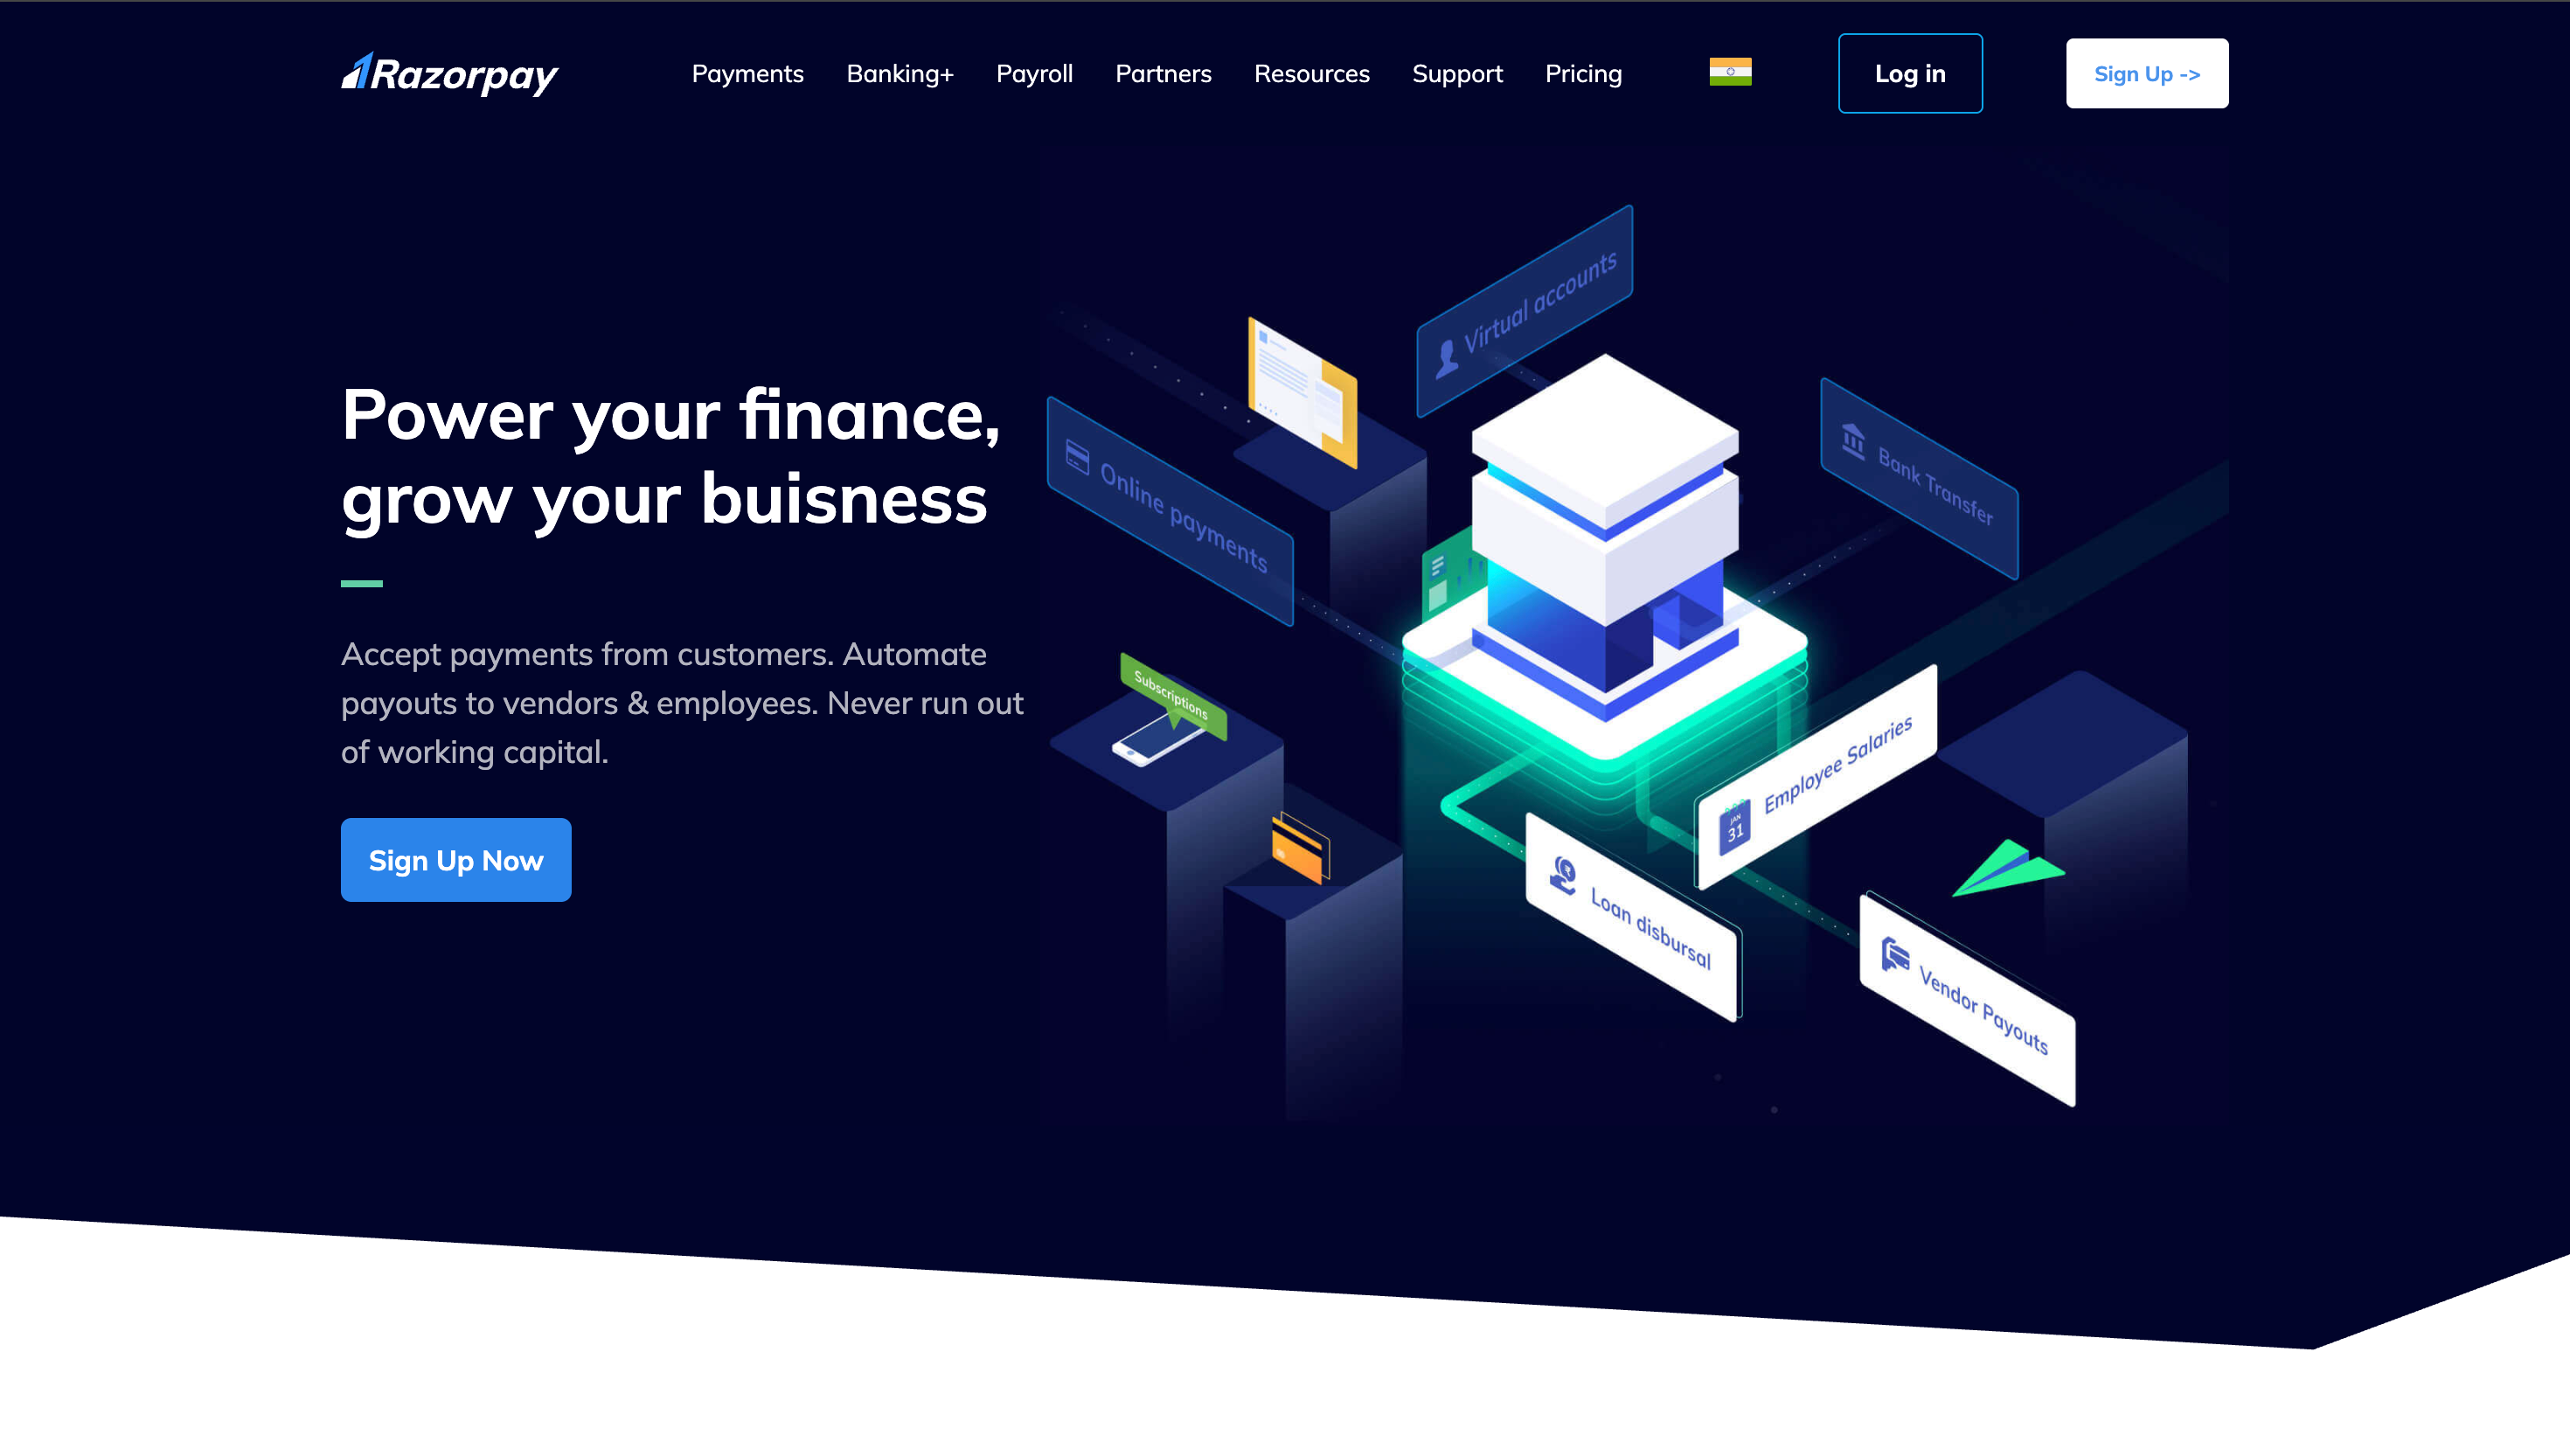 Razorpay
Payments Banking+ Payroll Partners Resources Support Pricing
Log in
Sign Up ->
Power your finance,
grow your buisness
Accept payments from customers. Automate
payouts to vendors & employees. Never run out
of working capital.
Sign Up Now
Virtual accounts
Bank Transfer
Online payments
Subscriptions
Employee Salaries
JAN
31
Loan disbursal
Vendor Payouts